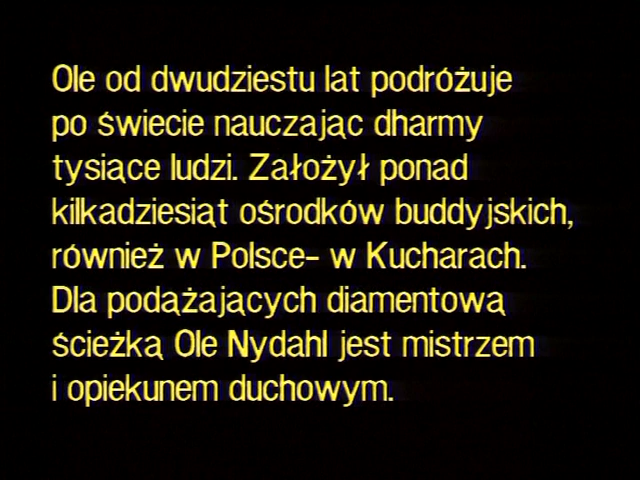 Ole od dwudziestu lat podróżuje
po świecie nauczając dharmy
tysiące ludzi. Założył ponad
kilkadziesiąt ośrodków buddyjskich,
również w Polsce- w Kucharach.
Dla podążających diamentową
ścieżką Ole Nydahl jest mistrzem
i opiekunem duchowym.